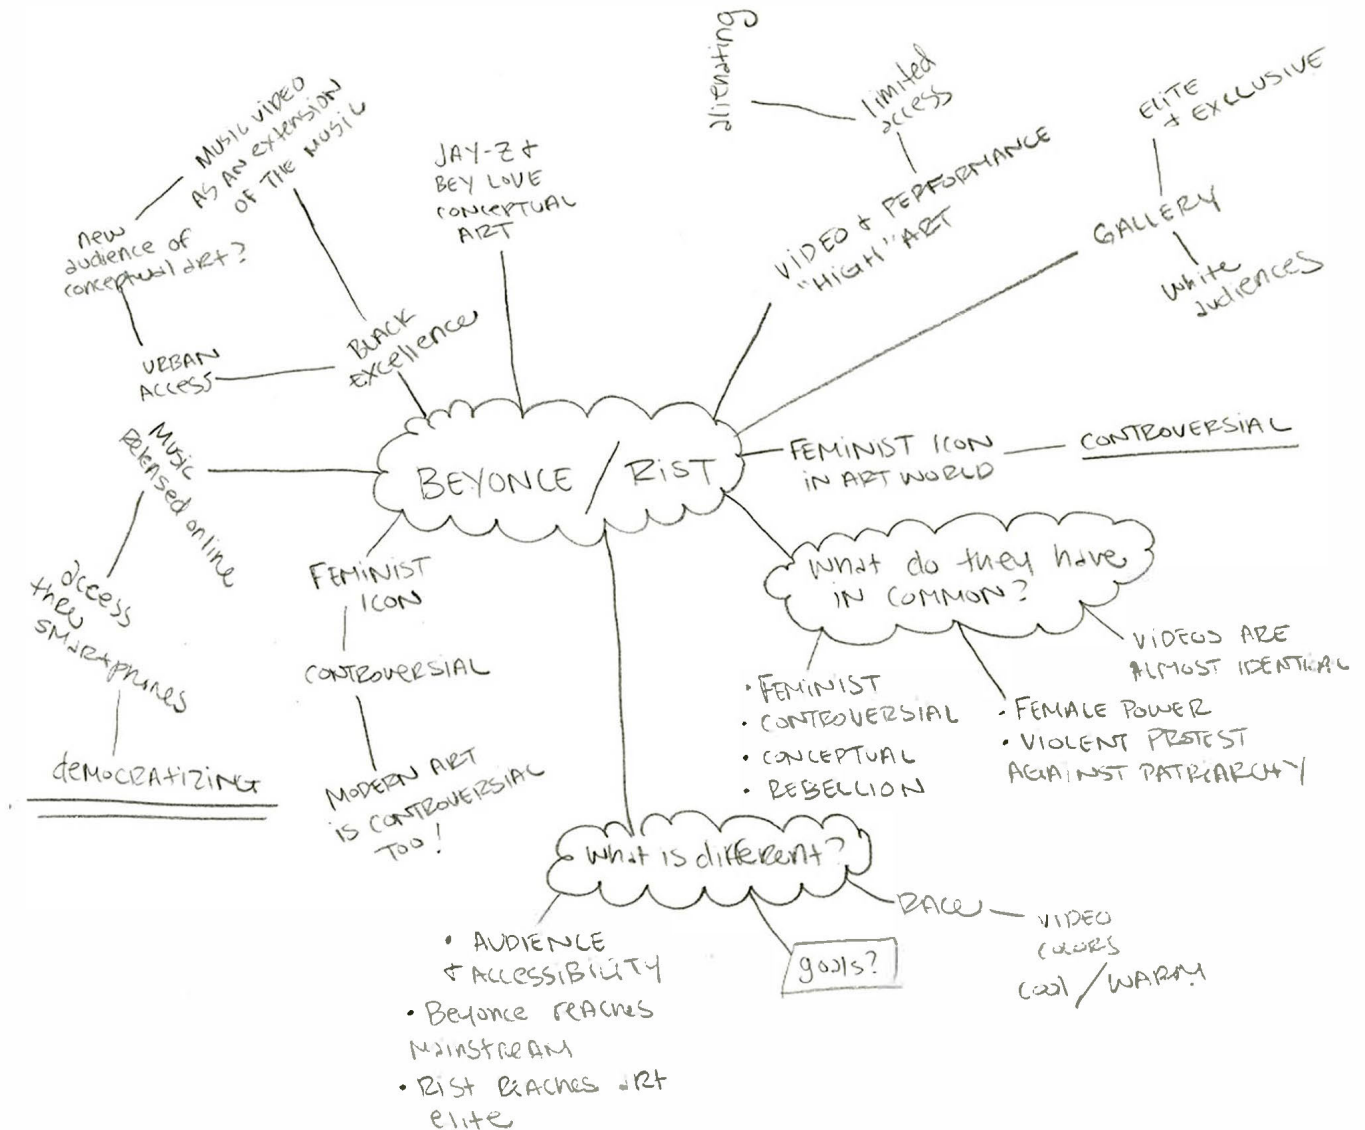 alienating
limited
access
ELITE
+ EXCLUSIVE
MUSIC VIDEO
AS AN EXTENSION
OF THE MUSIC
JAY-Z +
BEY LOVE
CONCEPTUAL
ART
VIDEO + PERFORMANCE
"HIGH" ART
GALLERY
white
audiences
new
audience of
conceptual art?
URBAN
ACCESS
BLACK
EXCELLENCE
MUSIC
Released online
BEYONCE / RIST
FEMINIST ICON
IN ART WORLD
CONTROVERSIAL
access
thru
smartphones
democratizing
FEMINIST
ICON
CONTROVERSIAL
MODERN ART
IS CONTROVERSIAL
TOO!
What do they have
IN COMMON?
• FEMINIST
• CONTROVERSIAL
• CONCEPTUAL
• REBELLION
• FEMALE POWER
• VIOLENT PROTEST
AGAINST PATRIARCHY
VIDEOS ARE
ALMOST IDENTICAL
What is different?
• AUDIENCE
+ ACCESSIBILITY
• Beyonce reaches
mainstream
• Rist reaches art
elite
goals?
RACE
VIDEO
COLORS
cool / WARM